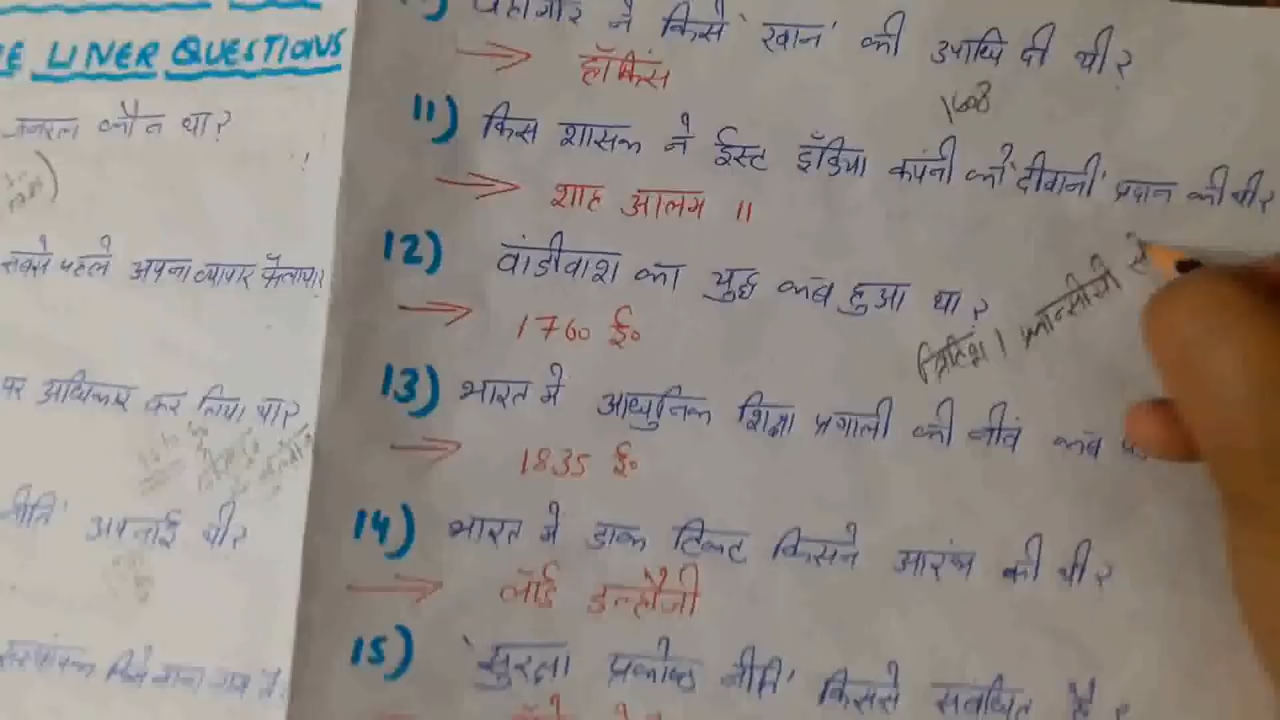 LINER QUESTIONS
कौन था?
सबसे पहले अपना व्यापार फैलाया?
पर अधिकार कर लिया था?
नीति' अपनाई थी?
ने किसे 'खान' की उपाधि दी थी?
→ हॉकिंस
1608
11) किस शासक ने ईस्ट इंडिया कंपनी को 'दीवानी' प्रदान की थी?
→ शाह आलम II
12) वांडीवाश का युद्ध कब हुआ था?
→ 1760 ई०
ब्रिटिश। फ्रान्सीसी से
13) भारत में आधुनिक शिक्षा प्रणाली की नीवं कब
→ 1835 ई०
14) भारत में डाक टिकट किसने आरंभ की थी?
→ लॉर्ड डल्हौजी
15) 'सुरक्षा प्रकोष्ठ नीति' किससे संबंधित है?